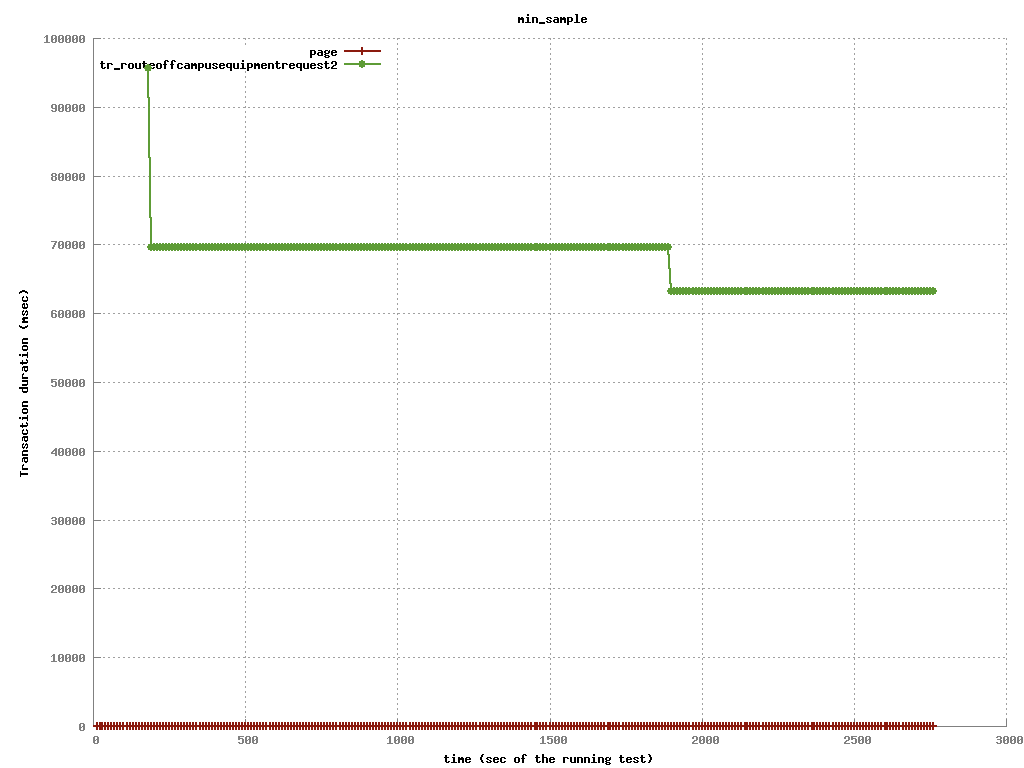 min_sample
page
tr_routeoffcampusequipmentrequest2
100000
90000
80000
70000
60000
50000
40000
30000
20000
10000
0
Transaction duration (msec)
0 500 1000 1500 2000 2500 3000
time (sec of the running test)